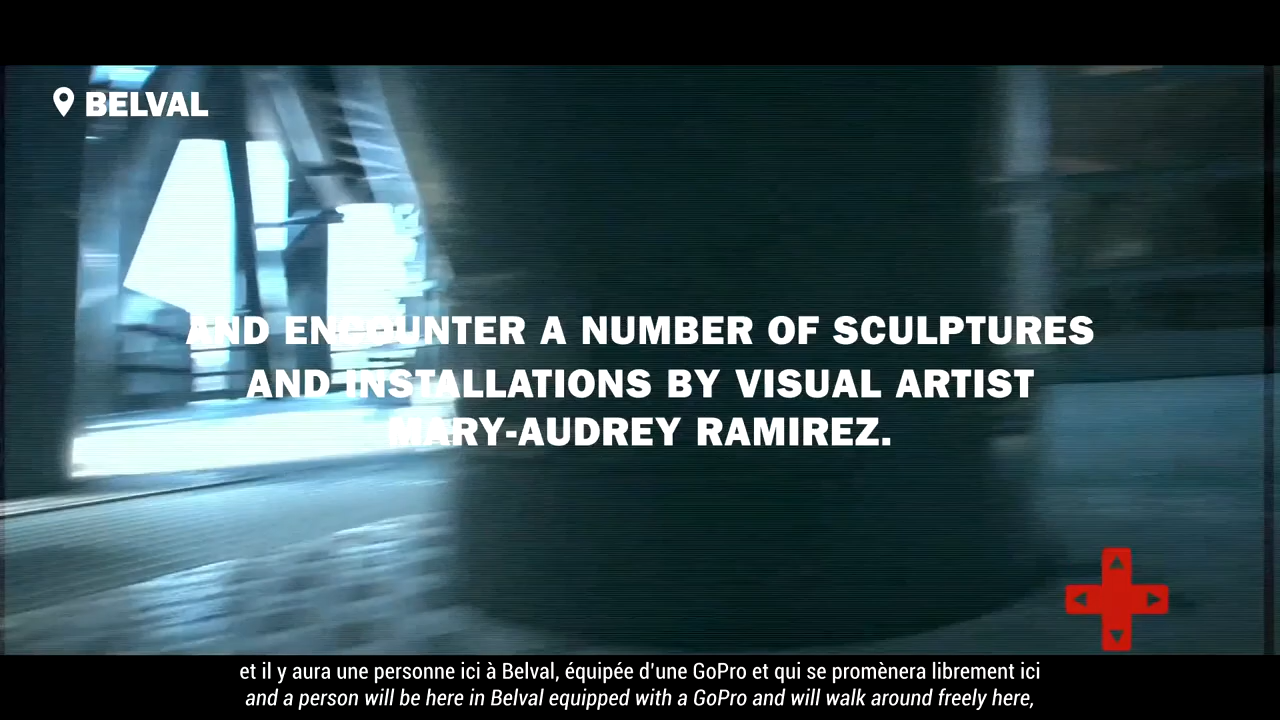 BELVAL
AND ENCOUNTER A NUMBER OF SCULPTURES
AND INSTALLATIONS BY VISUAL ARTIST
MARY-AUDREY RAMIREZ.
et il y aura une personne ici à Belval, équipée d'une GoPro et qui se promènera librement ici
and a person will be here in Belval equipped with a GoPro and will walk around freely here,